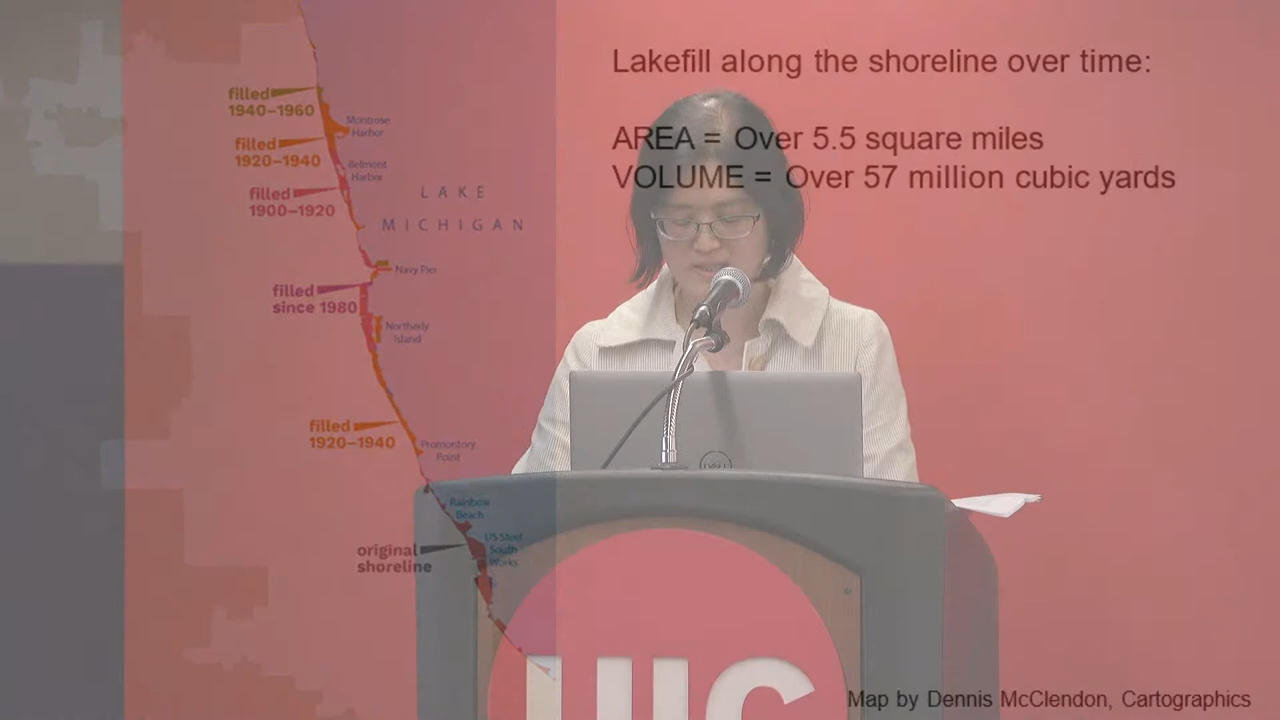 Lakefill along the shoreline over time:
AREA = Over 5.5 square miles
VOLUME = Over 57 million cubic yards
filled
1940–1960
Montrose
Harbor
filled
1920–1940
Belmont
Harbor
filled
1900–1920
LAKE
MICHIGAN
Navy Pier
filled
since 1980
Northerly
Island
filled
1920–1940
Promontory
Point
Rainbow
Beach
US Steel
South
Works
original
shoreline
DELL
UIC
Map by Dennis McClendon, Cartographics